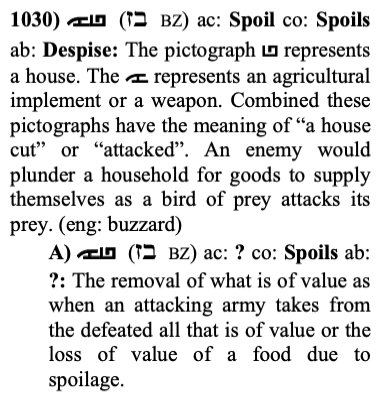 1030) (בז BZ) ac: Spoil co: Spoils
ab: Despise: The pictograph represents
a house. The represents an agricultural
implement or a weapon. Combined these
pictographs have the meaning of “a house
cut” or “attacked”. An enemy would
plunder a household for goods to supply
themselves as a bird of prey attacks its
prey. (eng: buzzard)
A) (בז BZ) ac: ? co: Spoils ab:
?: The removal of what is of value as
when an attacking army takes from
the defeated all that is of value or the
loss of value of a food due to
spoilage.